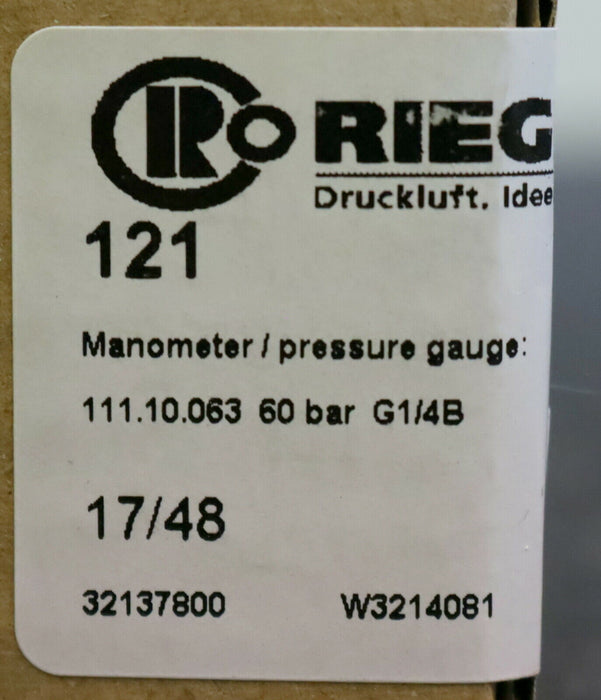 RIEG
Druckluft. Idee
121
Manometer / pressure gauge:
111.10.063 60 bar G1/4B
17/48
32137800 W3214081